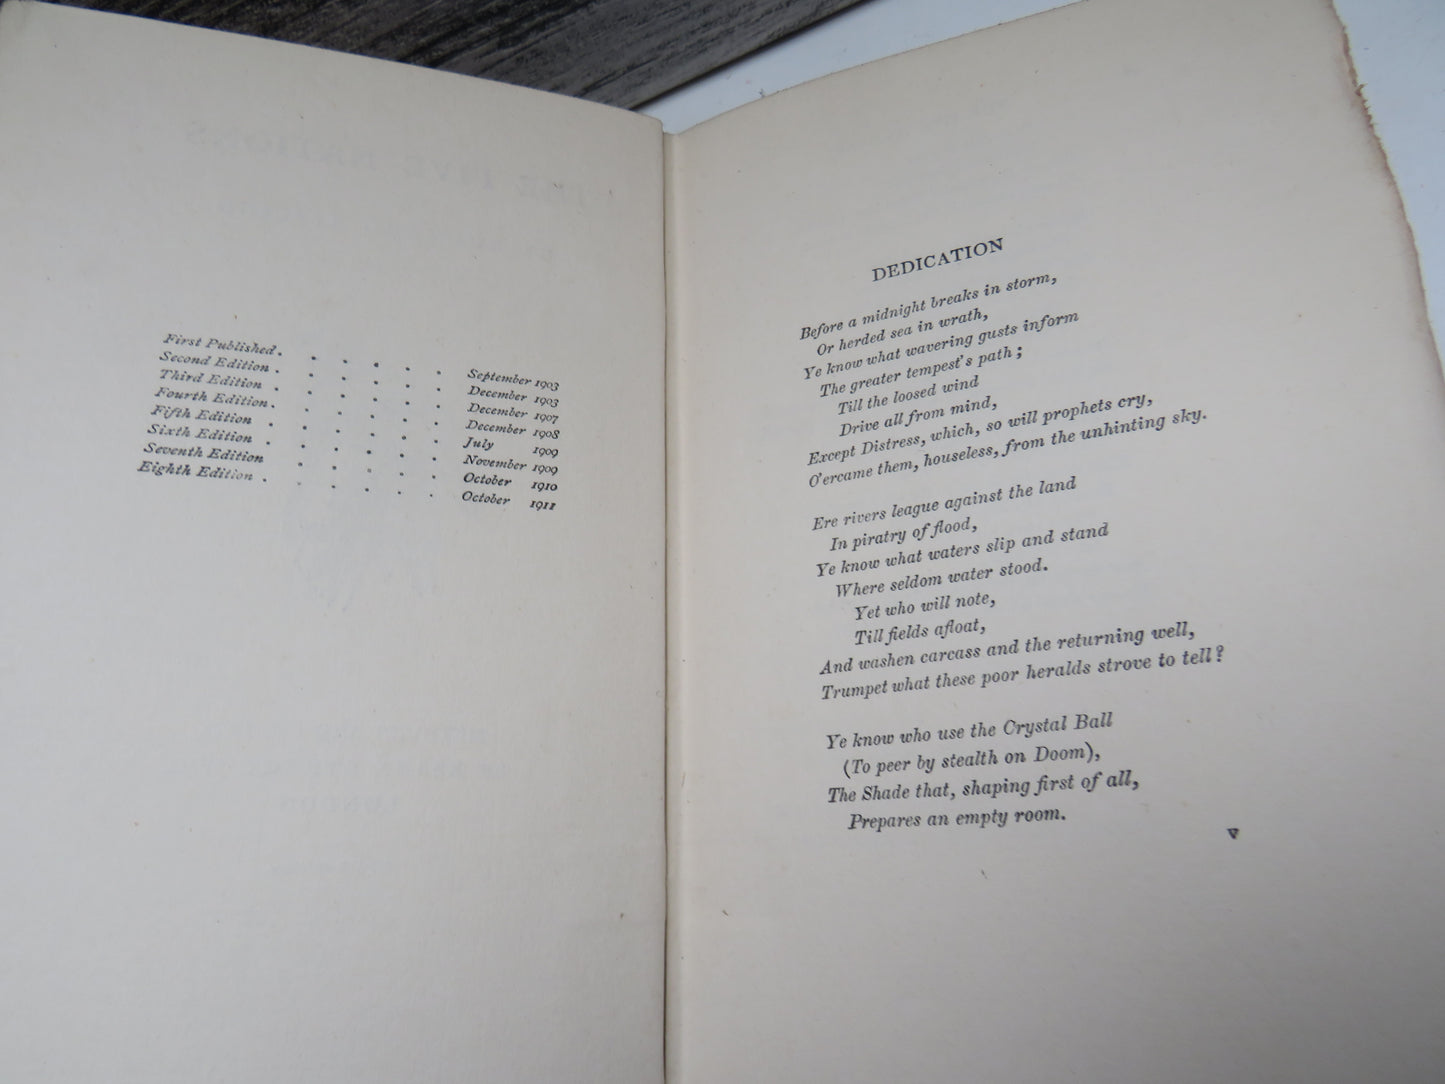 First Published . . . . . . September 1903
Second Edition . . . . . . December 1903
Third Edition . . . . . . December 1907
Fourth Edition . . . . . . December 1908
Fifth Edition . . . . . . July 1909
Sixth Edition . . . . . . November 1909
Seventh Edition . . . . . October 1910
Eighth Edition . . . . . . October 1911
DEDICATION
Before a midnight breaks in storm,
Or herded sea in wrath,
Ye know what wavering gusts inform
The greater tempest's path;
Till the loosed wind
Drive all from mind,
Except Distress, which, so will prophets cry,
O'ercame them, houseless, from the unhinting sky.
Ere rivers league against the land
In piratry of flood,
Ye know what waters slip and stand
Where seldom water stood.
Yet who will note,
Till fields afloat,
And washen carcass and the returning well,
Trumpet what these poor heralds strove to tell?
Ye know who use the Crystal Ball
(To peer by stealth on Doom),
The Shade that, shaping first of all,
Prepares an empty room.
v